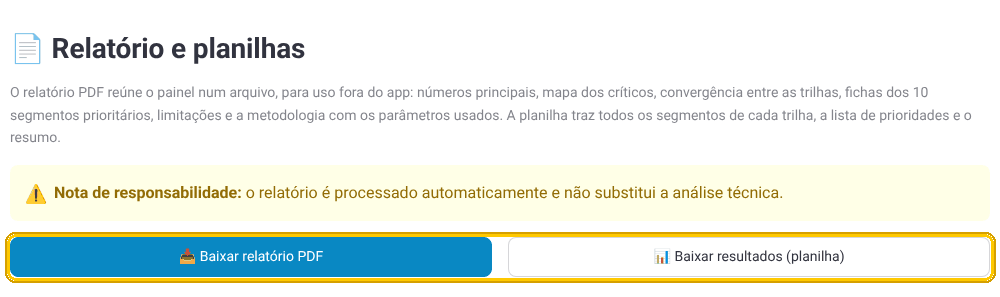 Relatório e planilhas
O relatório PDF reúne o painel num arquivo, para uso fora do app: números principais, mapa dos críticos, convergência entre as trilhas, fichas dos 10
segmentos prioritários, limitações e a metodologia com os parâmetros usados. A planilha traz todos os segmentos de cada trilha, a lista de prioridades e o
resumo.
Nota de responsabilidade: o relatório é processado automaticamente e não substitui a análise técnica.
Baixar relatório PDF
Baixar resultados (planilha)